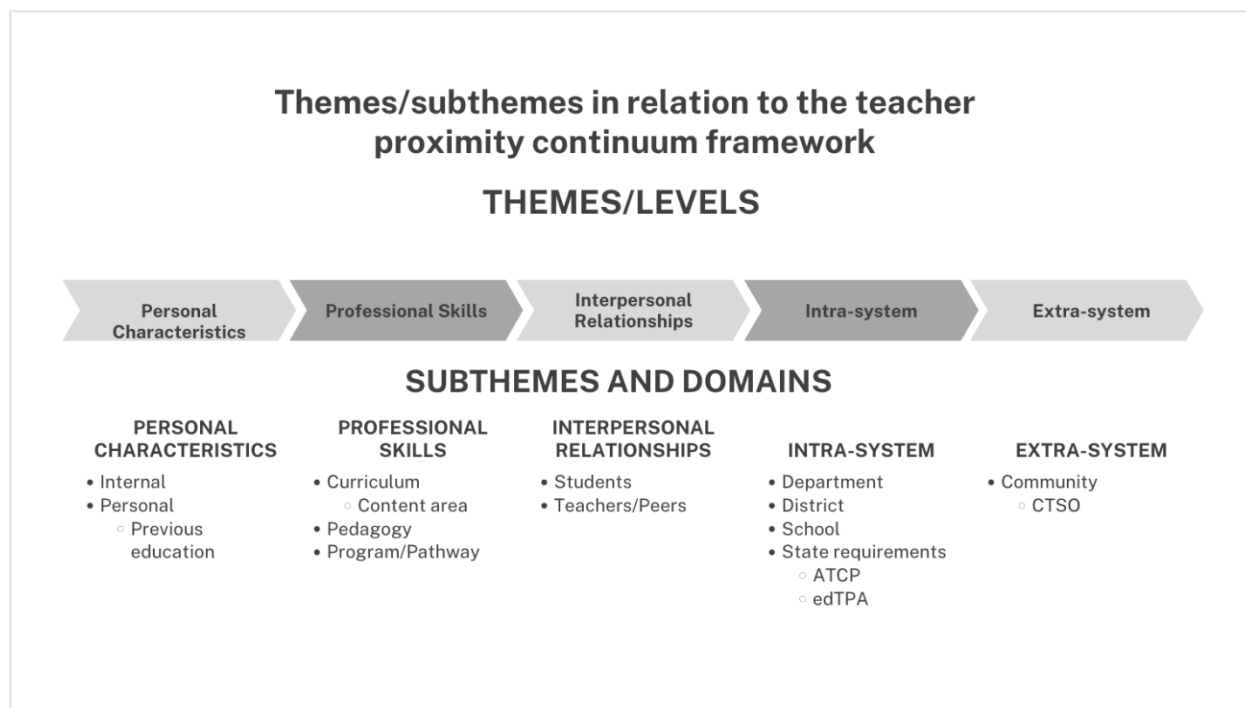 Themes/subthemes in relation to the teacher
proximity continuum framework
THEMES/LEVELS
Personal
Characteristics
Professional Skills
Interpersonal
Relationships
Intra-system
Extra-system
SUBTHEMES AND DOMAINS
PERSONAL
CHARACTERISTICS
• Internal
• Personal
◦ Previous
education
PROFESSIONAL
SKILLS
• Curriculum
◦ Content area
• Pedagogy
• Program/Pathway
INTERPERSONAL
RELATIONSHIPS
• Students
• Teachers/Peers
INTRA-SYSTEM
• Department
• District
• School
• State requirements
◦ ATCP
◦ edTPA
EXTRA-SYSTEM
• Community
◦ CTSO